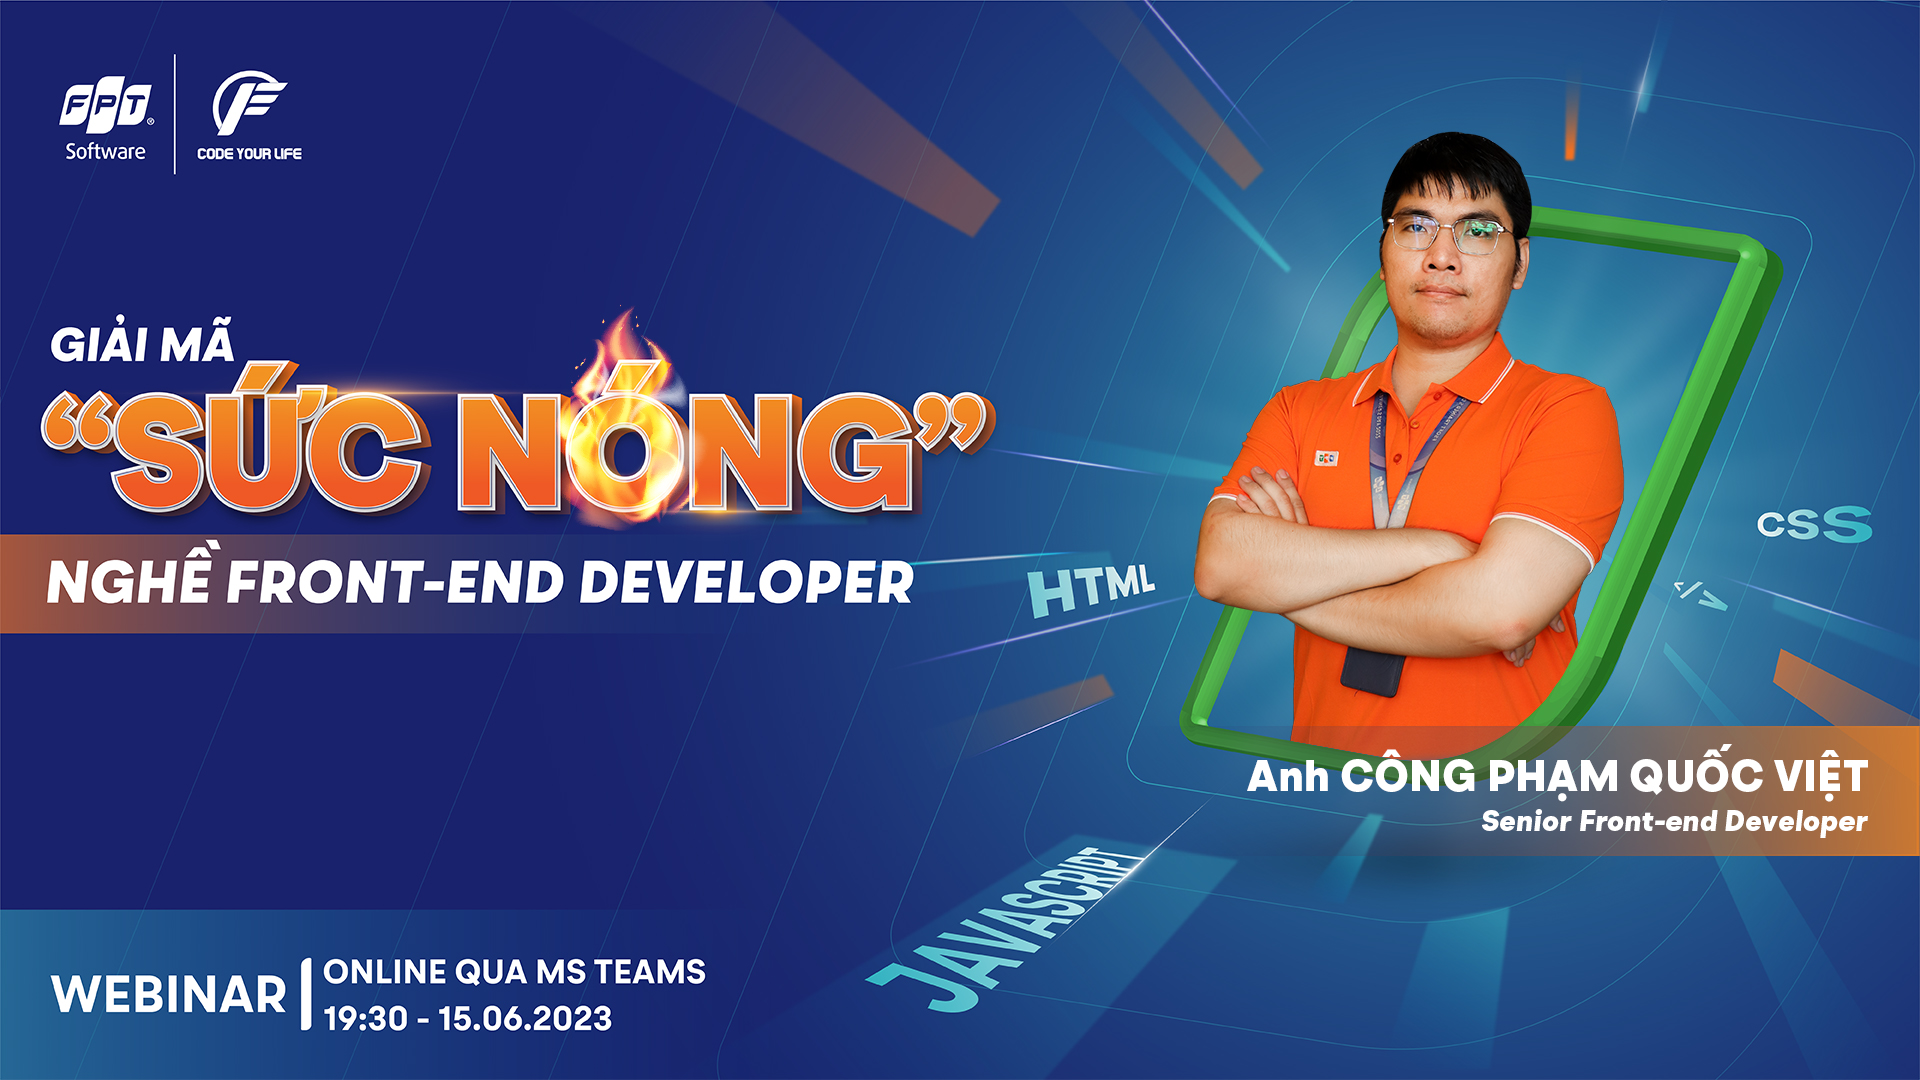 FPT
Software
CODE YOUR LIFE
GIẢI MÃ
“SỨC NÓNG”
NGHỀ FRONT-END DEVELOPER
HTML
CSS
</>
JAVASCRIPT
Anh CÔNG PHẠM QUỐC VIỆT
Senior Front-end Developer
WEBINAR
ONLINE QUA MS TEAMS
19:30 - 15.06.2023